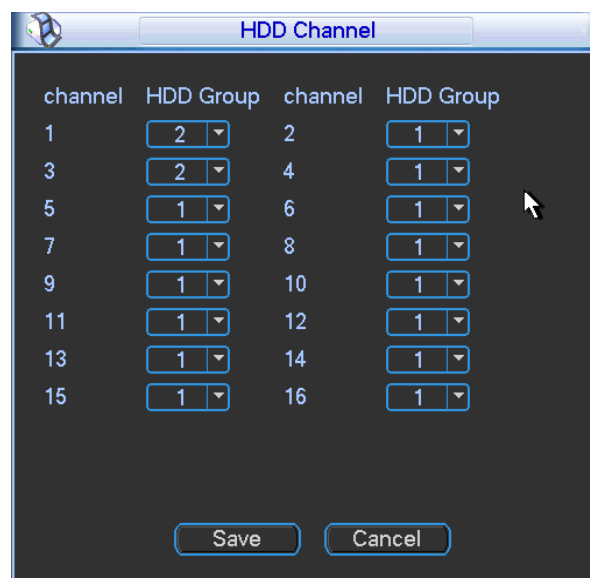 HDD Channel
channel HDD Group channel HDD Group
1 2 2 1
3 2 4 1
5 1 6 1
7 1 8 1
9 1 10 1
11 1 12 1
13 1 14 1
15 1 16 1
Save Cancel